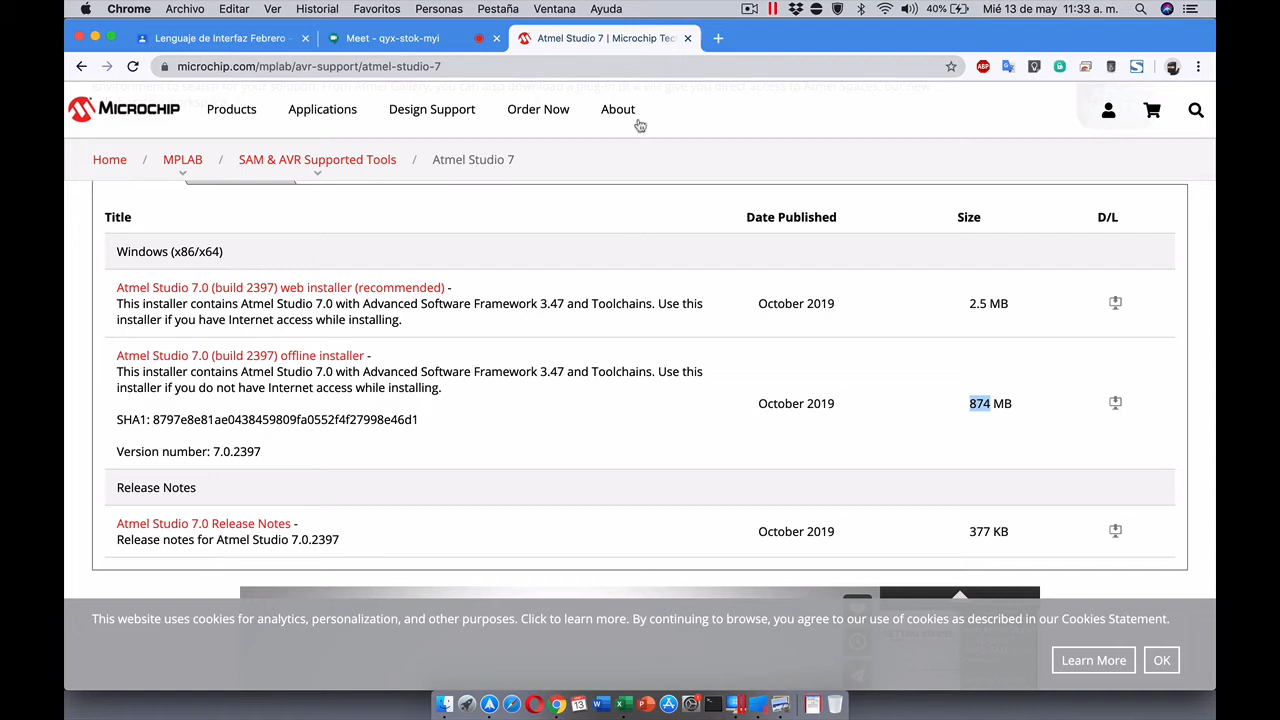 Chrome Archivo Editar Ver Historial Favoritos Personas Pestaña Ventana Ayuda 40% Mié 13 de may 11:33 a. m.
Lenguaje de Interfaz Febrero - Meet - qyx-stok-myi Atmel Studio 7 | Microchip Tec
microchip.com/mplab/avr-support/atmel-studio-7
MICROCHIP Products Applications Design Support Order Now About
Home / MPLAB / SAM & AVR Supported Tools / Atmel Studio 7
Title Date Published Size D/L
Windows (x86/x64)
Atmel Studio 7.0 (build 2397) web installer (recommended) -
This installer contains Atmel Studio 7.0 with Advanced Software Framework 3.47 and Toolchains. Use this October 2019 2.5 MB
installer if you have Internet access while installing.
Atmel Studio 7.0 (build 2397) offline installer -
This installer contains Atmel Studio 7.0 with Advanced Software Framework 3.47 and Toolchains. Use this
installer if you do not have Internet access while installing.
October 2019 874 MB
SHA1: 8797e8e81ae0438459809fa0552f4f27998e46d1
Version number: 7.0.2397
Release Notes
Atmel Studio 7.0 Release Notes -
Release notes for Atmel Studio 7.0.2397 October 2019 377 KB
This website uses cookies for analytics, personalization, and other purposes. Click to learn more. By continuing to browse, you agree to our use of cookies as described in our Cookies Statement.
Learn More OK